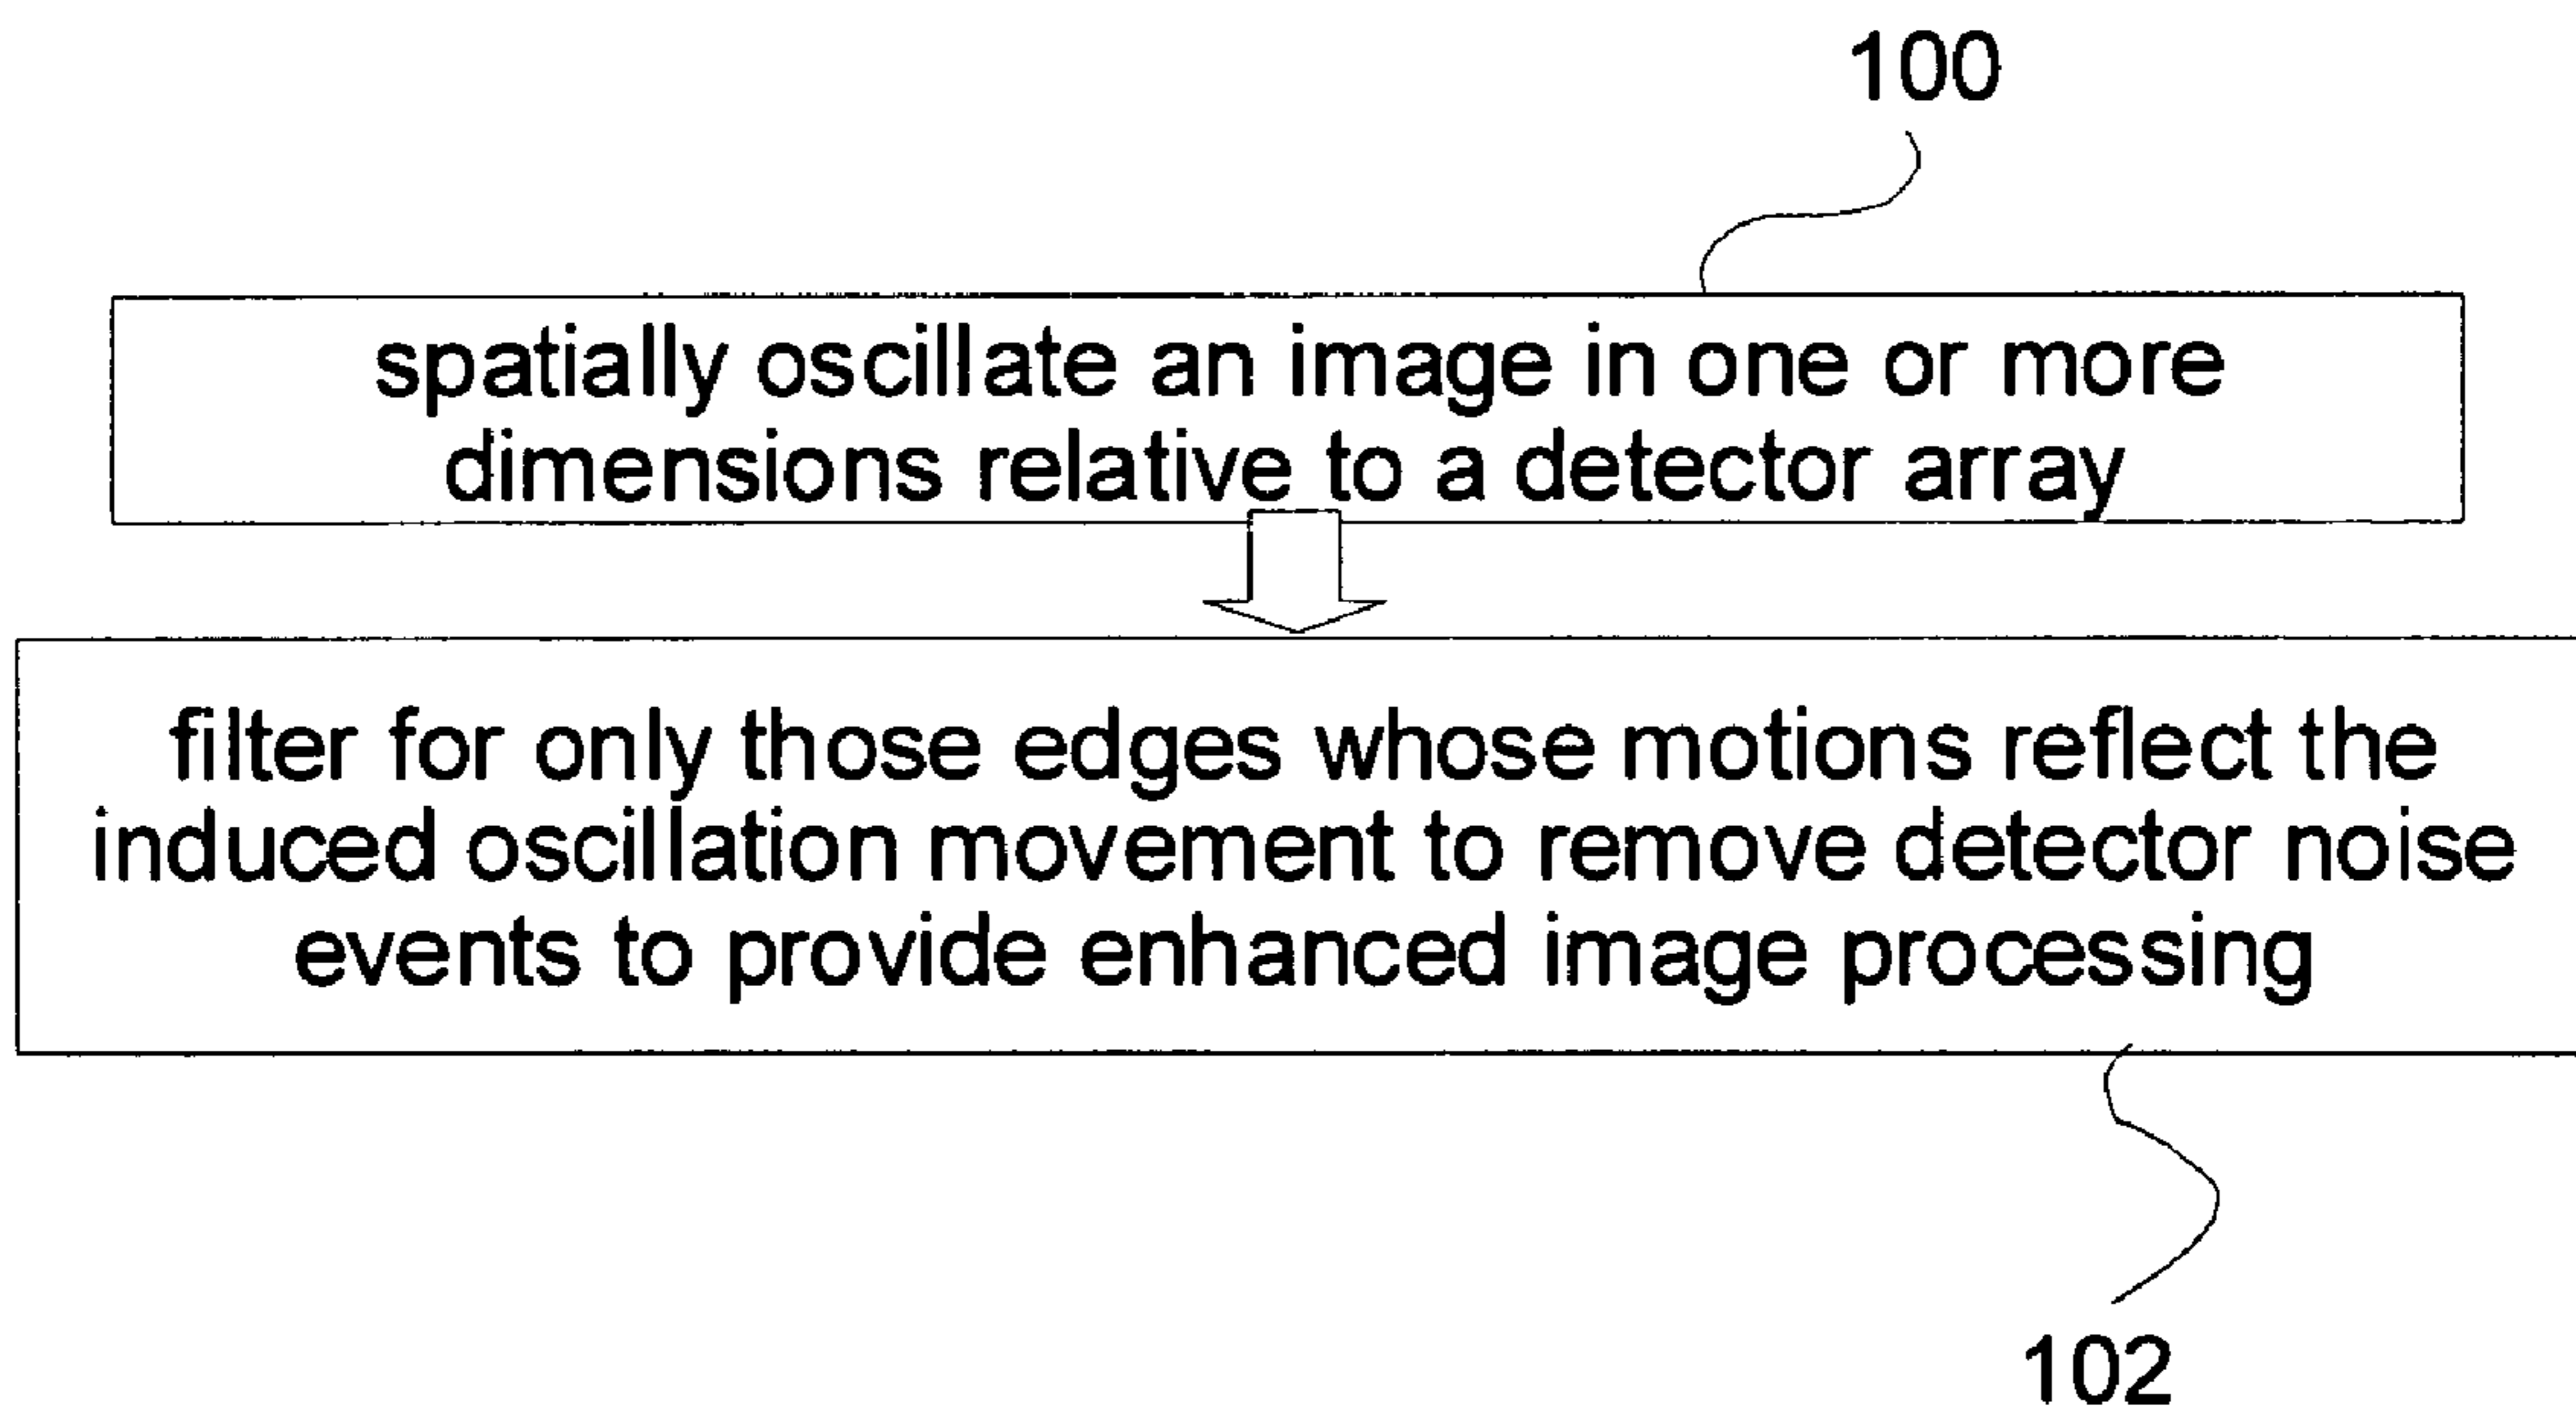 100
spatially oscillate an image in one or more
dimensions relative to a detector array
filter for only those edges whose motions reflect the
induced oscillation movement to remove detector noise
events to provide enhanced image processing
102